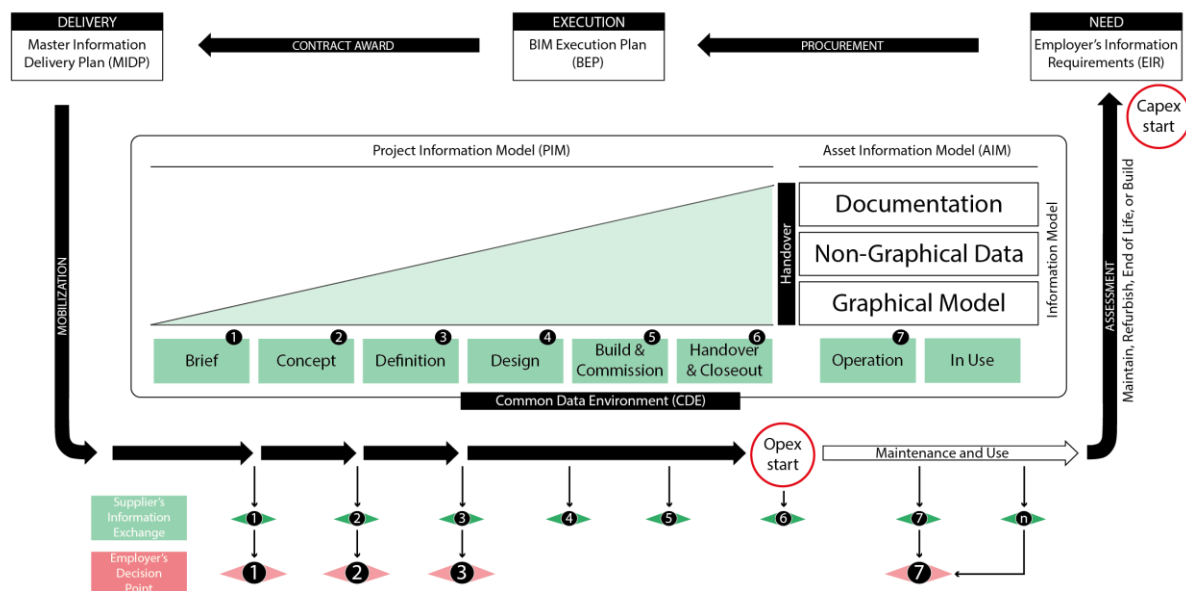 DELIVERY
Master Information
Delivery Plan (MIDP)
CONTRACT AWARD
EXECUTION
BIM Execution Plan
(BEP)
PROCUREMENT
NEED
Employer's Information
Requirements (EIR)
Capex
start
MOBILIZATION
Project Information Model (PIM)
Asset Information Model (AIM)
Handover
Documentation
Non-Graphical Data
Graphical Model
Information Model
ASSESSMENT
Maintain, Refurbish, End of Life, or Build
1
2
3
4
5
6
7
Brief
Concept
Definition
Design
Build &
Commission
Handover
& Closeout
Operation
In Use
Common Data Environment (CDE)
Opex
start
Maintenance and Use
Supplier's
Information
Exchange
1
2
3
4
5
6
7
n
Employer's
Decision
Point
1
2
3
7